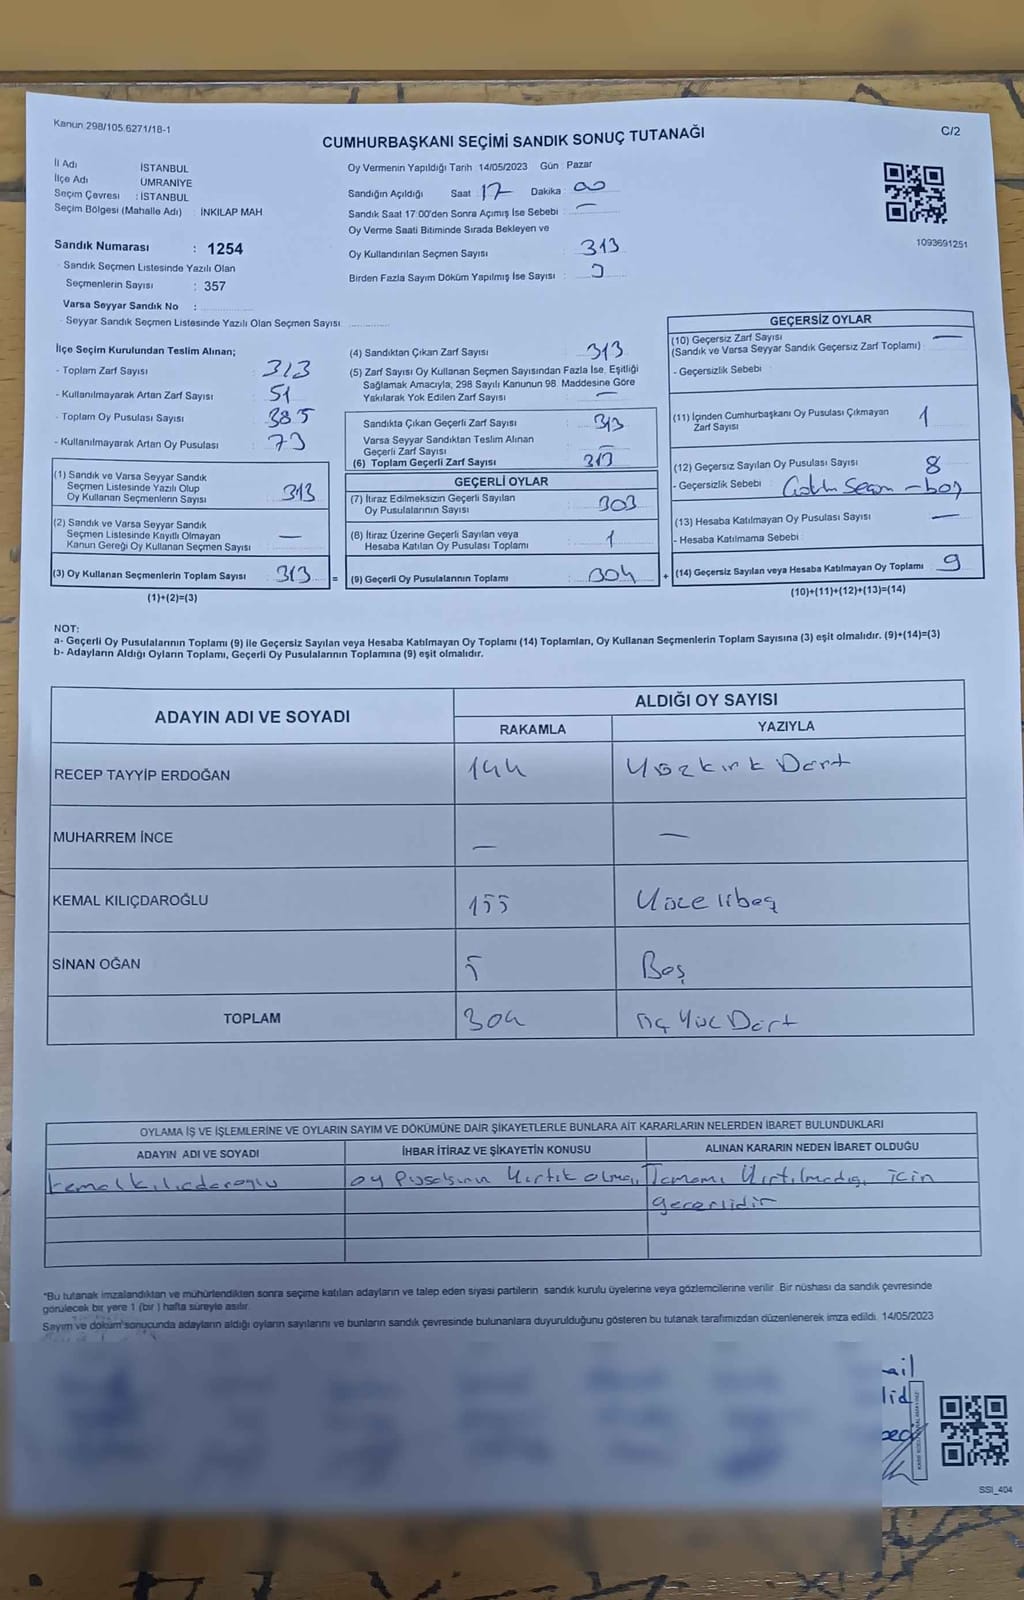 Kanun 298/105 6271/18-1
C/2
CUMHURBAŞKANI SEÇİMİ SANDIK SONUÇ TUTANAĞI
İl Adı İSTANBUL
İlçe Adı ÜMRANİYE
Seçim Çevresi : İSTANBUL
Seçim Bölgesi (Mahalle Adı) : İNKILAP MAH
Sandık Numarası : 1254
- Sandık Seçmen Listesinde Yazılı Olan
Seçmenlerin Sayısı : 357
Varsa Seyyar Sandık No :
- Seyyar Sandık Seçmen Listesinde Yazılı Olan Seçmen Sayısı
Oy Vermenin Yapıldığı Tarih 14/05/2023 Gün Pazar
Sandığın Açıldığı Saat 17 Dakika 00
Sandık Saat 17:00'den Sonra Açımış İse Sebebi : —
Oy Verme Saati Bitiminde Sırada Bekleyen ve
Oy Kullandırılan Seçmen Sayısı : 313
Birden Fazla Sayım Döküm Yapılmış İse Sayısı :
1093691251
İlçe Seçim Kurulundan Teslim Alınan;
- Toplam Zarf Sayısı 313
- Kullanılmayarak Artan Zarf Sayısı : 51
- Toplam Oy Pusulası Sayısı : 385
- Kullanılmayarak Artan Oy Pusulası : 73
(1) Sandık ve Varsa Seyyar Sandık
Seçmen Listesinde Yazılı Olup
Oy Kullanan Seçmenlerin Sayısı : 313
(2) Sandık ve Varsa Seyyar Sandık
Seçmen Listesinde Kayıtlı Olmayan
Kanun Gereği Oy Kullanan Seçmen Sayısı : —
(3) Oy Kullanan Seçmenlerin Toplam Sayısı : 313 =
(1)+(2)=(3)
(4) Sandıktan Çıkan Zarf Sayısı : 313
(5) Zarf Sayısı Oy Kullanan Seçmen Sayısından Fazla İse, Eşitliği
Sağlamak Amacıyla, 298 Sayılı Kanunun 98. Maddesine Göre
Yakılarak Yok Edilen Zarf Sayısı : —
Sandıkta Çıkan Geçerli Zarf Sayısı : 313
Varsa Seyyar Sandıktan Teslim Alınan
Geçerli Zarf Sayısı : —
(6) Toplam Geçerli Zarf Sayısı : 313
GEÇERLİ OYLAR
(7) İtiraz Edilmeksizin Geçerli Sayılan
Oy Pusulalarının Sayısı : 303
(8) İtiraz Üzerine Geçerli Sayılan veya
Hesaba Katılan Oy Pusulası Toplamı : 1
(9) Geçerli Oy Pusulalarının Toplamı : 304 +
GEÇERSİZ OYLAR
(10) Geçersiz Zarf Sayısı —
(Sandık ve Varsa Seyyar Sandık Geçersiz Zarf Toplamı)
- Geçersizlik Sebebi :
(11) İçinden Cumhurbaşkanı Oy Pusulası Çıkmayan
Zarf Sayısı 1
(12) Geçersiz Sayılan Oy Pusulası Sayısı : 8
- Geçersizlik Sebebi : - boş
(13) Hesaba Katılmayan Oy Pusulası Sayısı : —
- Hesaba Katılmama Sebebi :
(14) Geçersiz Sayılan veya Hesaba Katılmayan Oy Toplamı : 9
(10)+(11)+(12)+(13)=(14)
NOT:
a- Geçerli Oy Pusulalarının Toplamı (9) ile Geçersiz Sayılan veya Hesaba Katılmayan Oy Toplamı (14) Toplamları, Oy Kullanan Seçmenlerin Toplam Sayısına (3) eşit olmalıdır. (9)+(14)=(3)
b- Adayların Aldığı Oyların Toplamı, Geçerli Oy Pusulalarının Toplamına (9) eşit olmalıdır.
ADAYIN ADI VE SOYADI ALDIĞI OY SAYISI
RAKAMLA YAZIYLA
RECEP TAYYİP ERDOĞAN 144 Yüzkırk Dört
MUHARREM İNCE — —
KEMAL KILIÇDAROĞLU 155 Yüzellibeş
SİNAN OĞAN 5 Beş
TOPLAM 304 Üç Yüz Dört
OYLAMA İŞ VE İŞLEMLERİNE VE OYLARIN SAYIM VE DÖKÜMÜNE DAİR ŞİKAYETLERLE BUNLARA AİT KARARLARIN NELERDEN İBARET BULUNDUKLARI
ADAYIN ADI VE SOYADI İHBAR İTİRAZ VE ŞİKAYETİN KONUSU ALINAN KARARIN NEDEN İBARET OLDUĞU
kemal kılıcdaroglu oy Pusulsının Yırtık olması Tamamı Yırtılmadıgı için
gecerlidir
*Bu tutanak imzalandıktan ve mühürlendikten sonra seçime katılan adayların ve talep eden siyasi partilerin sandık kurulu üyelerine veya gözlemcilerine verilir. Bir nüshası da sandık çevresinde
görülecek bir yere 1 (bir ) hafta süreyle asılır.
Sayım ve döküm sonucunda adayların aldığı oyların sayılarını ve bunların sandık çevresinde bulunanlara duyurulduğunu gösteren bu tutanak tarafımızdan düzenlenerek imza edildi. 14/05/2023
SSI_404